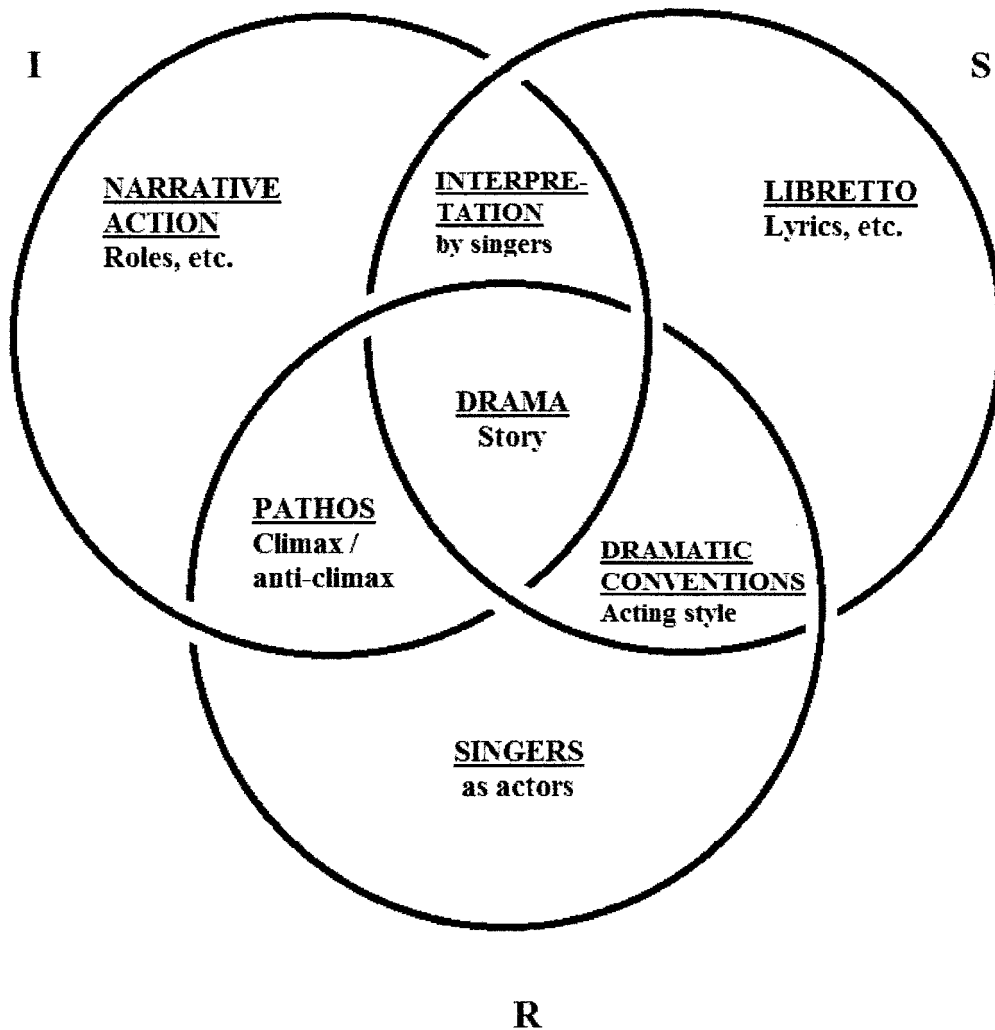 I
S
NARRATIVE
ACTION
Roles, etc.
INTERPRE-
TATION
by singers
LIBRETTO
Lyrics, etc.
DRAMA
Story
PATHOS
Climax /
anti-climax
DRAMATIC
CONVENTIONS
Acting style
SINGERS
as actors
R